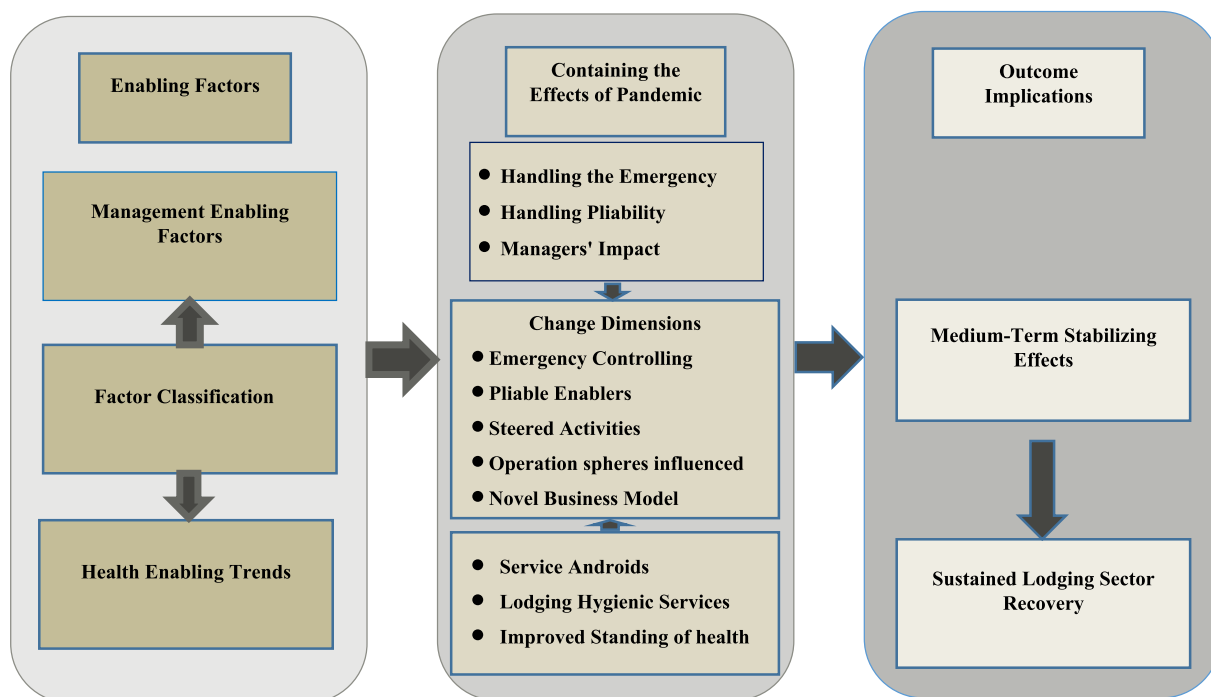 Enabling Factors
Management Enabling
Factors
Factor Classification
Health Enabling Trends
Containing the
Effects of Pandemic
● Handling the Emergency
● Handling Pliability
● Managers' Impact
Change Dimensions
● Emergency Controlling
● Pliable Enablers
● Steered Activities
● Operation spheres influenced
● Novel Business Model
● Service Androids
● Lodging Hygienic Services
● Improved Standing of health
Outcome
Implications
Medium-Term Stabilizing
Effects
Sustained Lodging Sector
Recovery